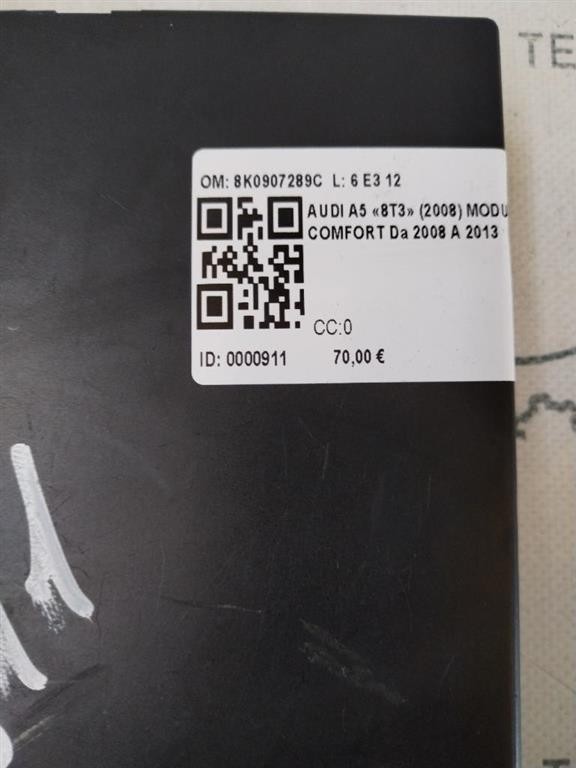 TE
OM: 8K0907289C L: 6 E3 12
AUDI A5 «8T3» (2008) MODU
COMFORT Da 2008 A 2013
CC:0
ID: 0000911 70,00 €
T